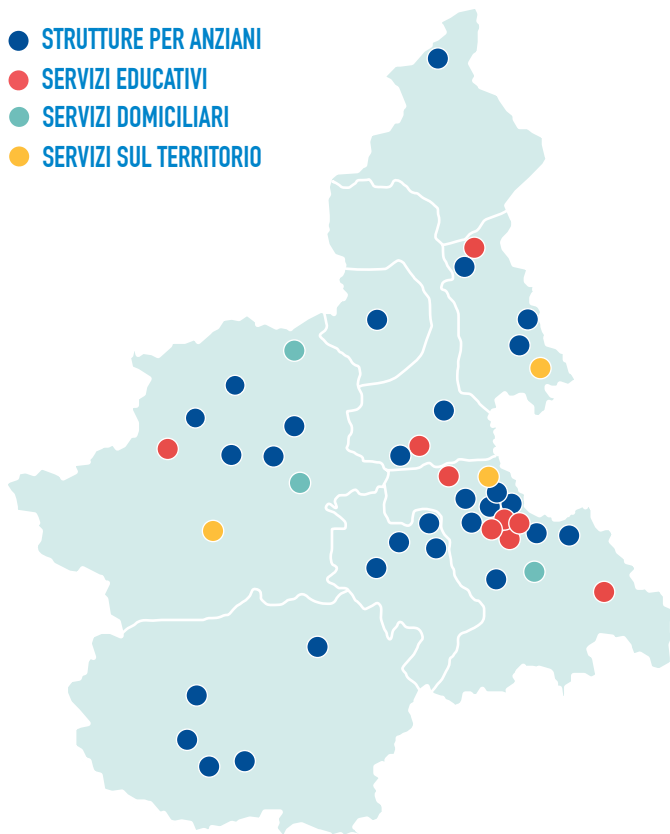 STRUTTURE PER ANZIANI
SERVIZI EDUCATIVI
SERVIZI DOMICILIARI
SERVIZI SUL TERRITORIO